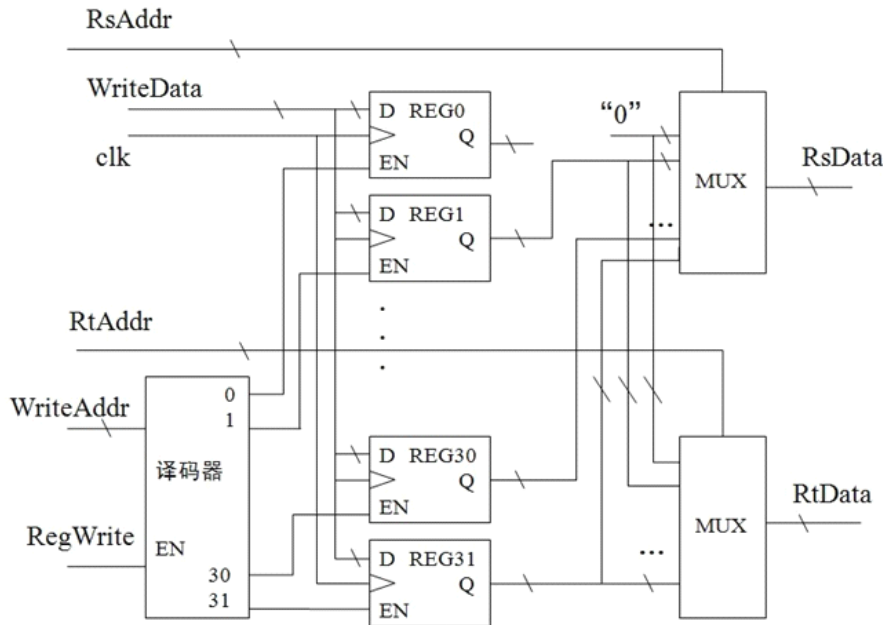 RsAddr
WriteData
clk
D REG0
Q
EN
“0”
MUX
RsData
D REG1
Q
EN
...
RtAddr
WriteAddr
0
1
译码器
RegWrite
EN
30
31
D REG30
Q
EN
D REG31
Q
EN
...
MUX
RtData